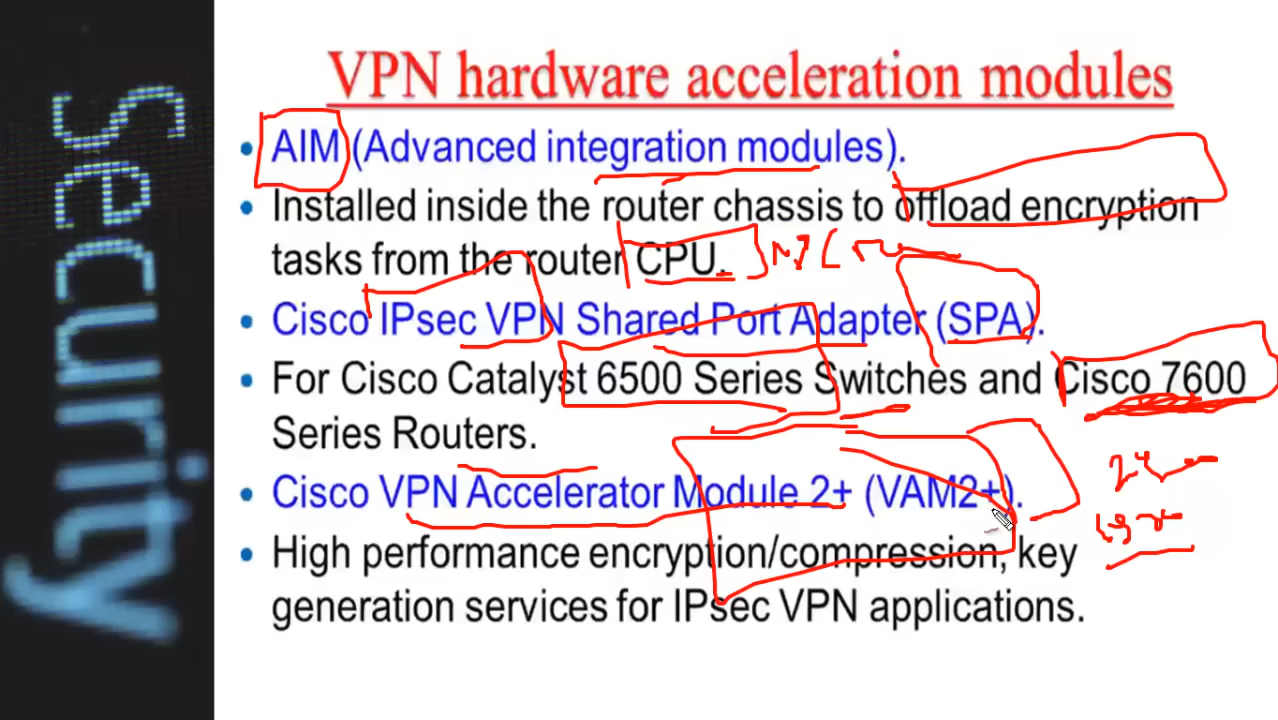 Security
VPN hardware acceleration modules
• AIM (Advanced integration modules).
• Installed inside the router chassis to offload encryption
tasks from the router CPU.
• Cisco IPsec VPN Shared Port Adapter (SPA).
• For Cisco Catalyst 6500 Series Switches and Cisco 7600
Series Routers.
• Cisco VPN Accelerator Module 2+ (VAM2+).
• High performance encryption/compression, key
generation services for IPsec VPN applications.